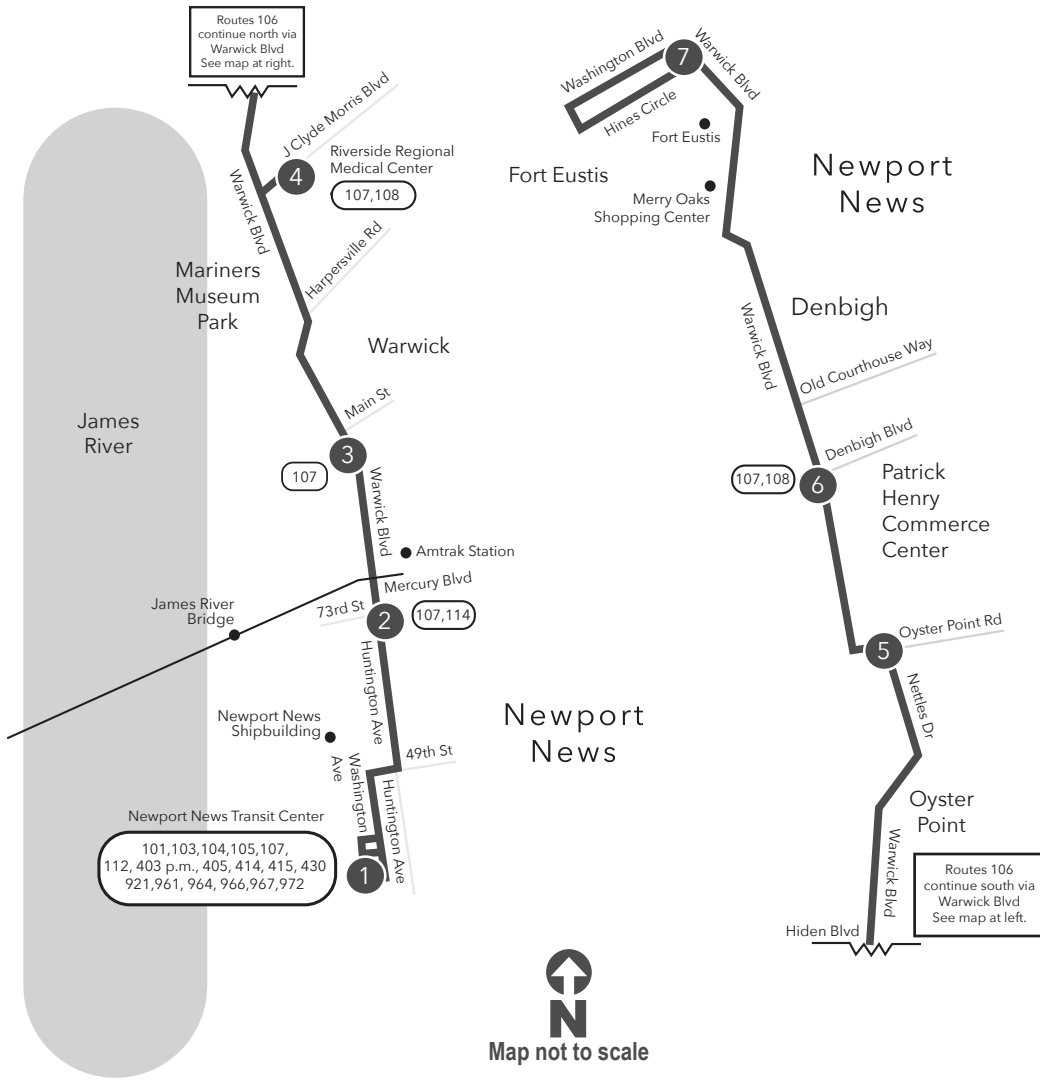 Routes 106
continue north via
Warwick Blvd
See map at right.
J Clyde Morris Blvd
4
Riverside Regional
Medical Center
107,108
Warwick Blvd
Harpersville Rd
Mariners
Museum
Park
Warwick
James
River
Main St
3
107
Warwick Blvd
Amtrak Station
Mercury Blvd
James River
Bridge
73rd St
2
107,114
Huntington Ave
Newport News
Shipbuilding
49th St
Washington
Ave
Huntington Ave
Newport
News
Newport News Transit Center
101,103,104,105,107,
112, 403 p.m., 405, 414, 415, 430
921,961, 964, 966,967,972
1
Washington Blvd
7
Warwick Blvd
Hines Circle
Fort Eustis
Fort Eustis
Merry Oaks
Shopping Center
Newport
News
Denbigh
Warwick Blvd
Old Courthouse Way
Denbigh Blvd
107,108
6
Patrick
Henry
Commerce
Center
Oyster Point Rd
5
Nettles Dr
Oyster
Point
Warwick Blvd
Routes 106
continue south via
Warwick Blvd
See map at left.
Hiden Blvd
N
Map not to scale